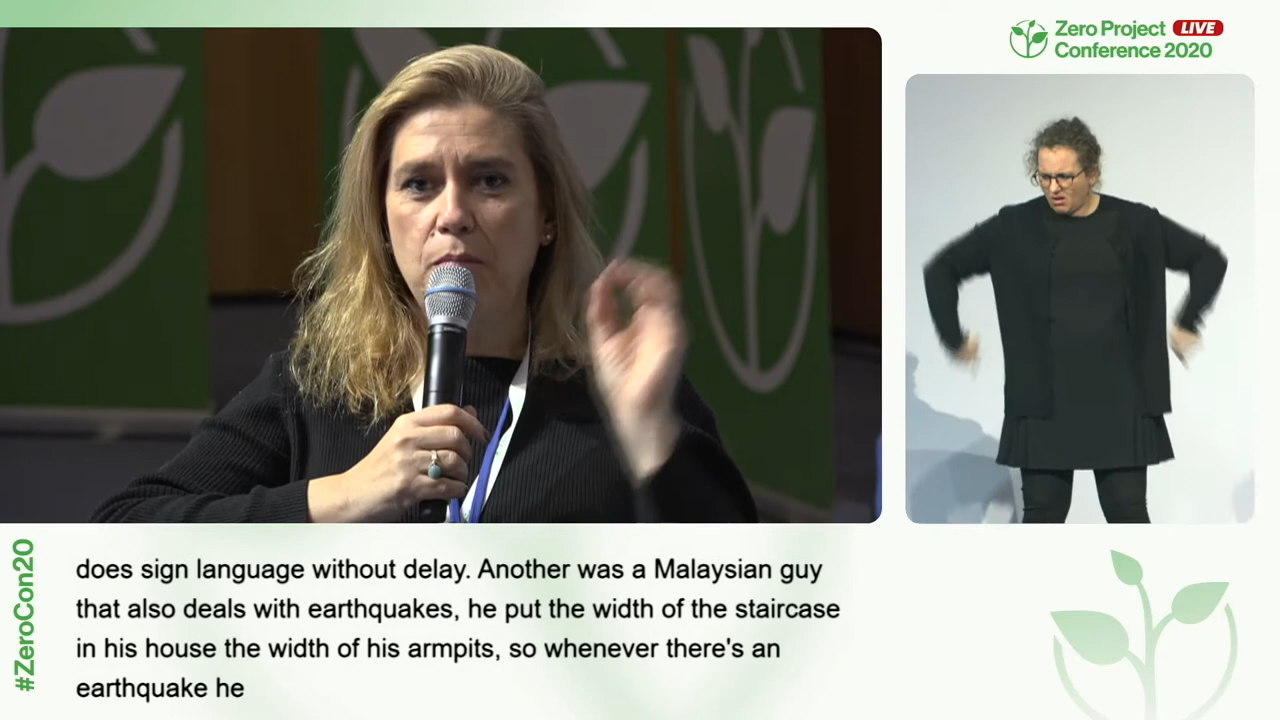 Zero Project LIVE
Conference 2020
#ZeroCon20
does sign language without delay. Another was a Malaysian guy
that also deals with earthquakes, he put the width of the staircase
in his house the width of his armpits, so whenever there's an
earthquake he